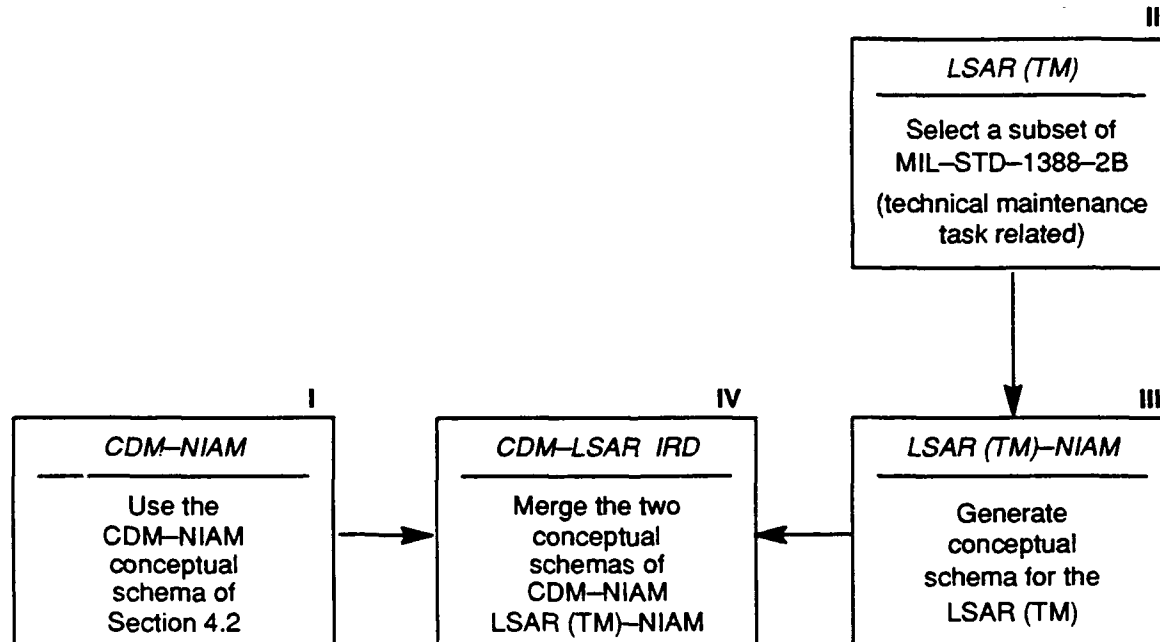 II
LSAR (TM)
Select a subset of
MIL–STD–1388–2B
(technical maintenance
task related)
I
CDM–NIAM
Use the
CDM–NIAM
conceptual
schema of
Section 4.2
IV
CDM–LSAR IRD
Merge the two
conceptual
schemas of
CDM–NIAM
LSAR (TM)–NIAM
III
LSAR (TM)–NIAM
Generate
conceptual
schema for the
LSAR (TM)